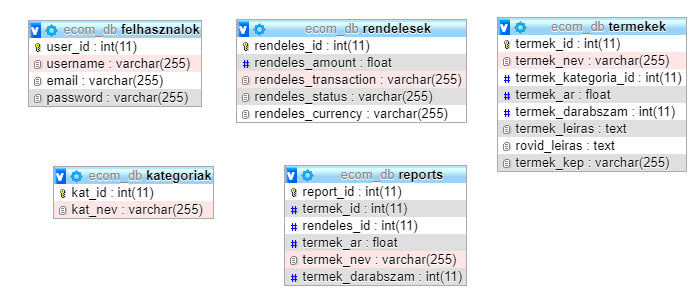 ecom_db felhasznalok
user_id : int(11)
username : varchar(255)
email : varchar(255)
password : varchar(255)
ecom_db rendelesek
rendeles_id : int(11)
rendeles_amount : float
rendeles_transaction : varchar(255)
rendeles_status : varchar(255)
rendeles_currency : varchar(255)
ecom_db termekek
termek_id : int(11)
termek_nev : varchar(255)
termek_kategoria_id : int(11)
termek_ar : float
termek_darabszam : int(11)
termek_leiras : text
rovid_leiras : text
termek_kep : varchar(255)
ecom_db kategoriak
kat_id : int(11)
kat_nev : varchar(255)
ecom_db reports
report_id : int(11)
termek_id : int(11)
rendeles_id : int(11)
termek_ar : float
termek_nev : varchar(255)
termek_darabszam : int(11)